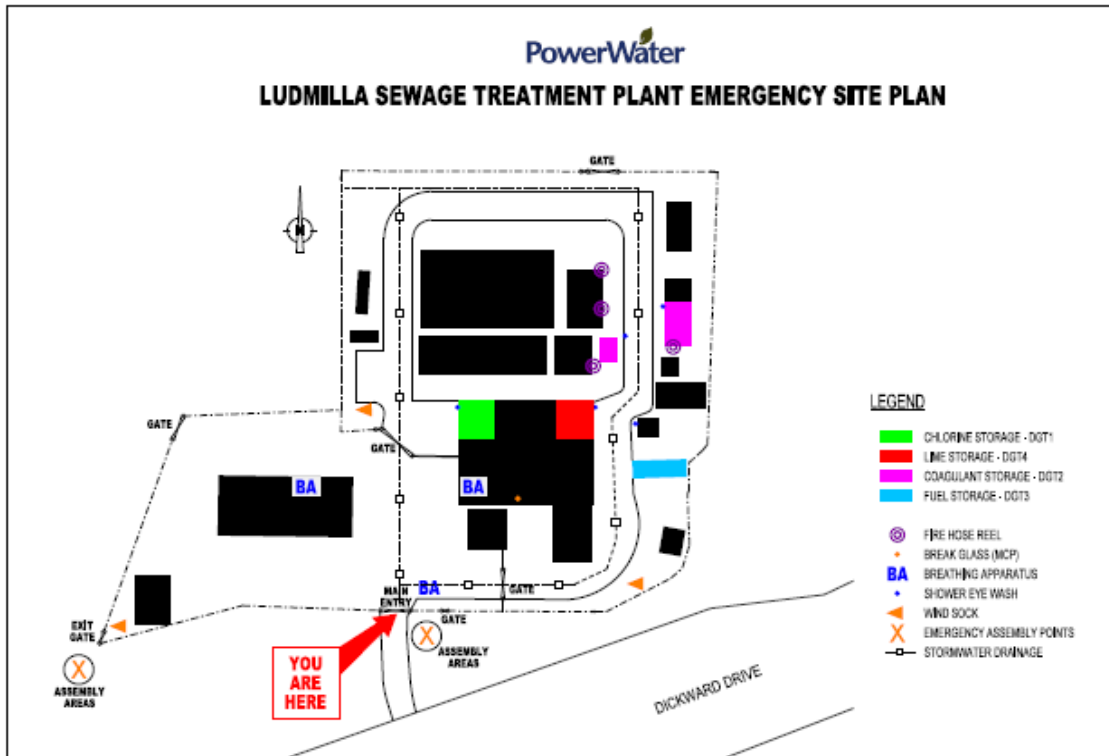 PowerWater
LUDMILLA SEWAGE TREATMENT PLANT EMERGENCY SITE PLAN
GATE
N
GATE
GATE
BA
BA
BA
MAIN
ENTRY
GATE
GATE
EXIT
GATE
ASSEMBLY
AREAS
ASSEMBLY
AREAS
YOU
ARE
HERE
DICKWARD DRIVE
LEGEND
CHLORINE STORAGE - DGT1
LIME STORAGE - DGT4
COAGULANT STORAGE - DGT2
FUEL STORAGE - DGT3
FIRE HOSE REEL
BREAK GLASS (MCP)
BA BREATHING APPARATUS
SHOWER EYE WASH
WIND SOCK
EMERGENCY ASSEMBLY POINTS
STORMWATER DRAINAGE